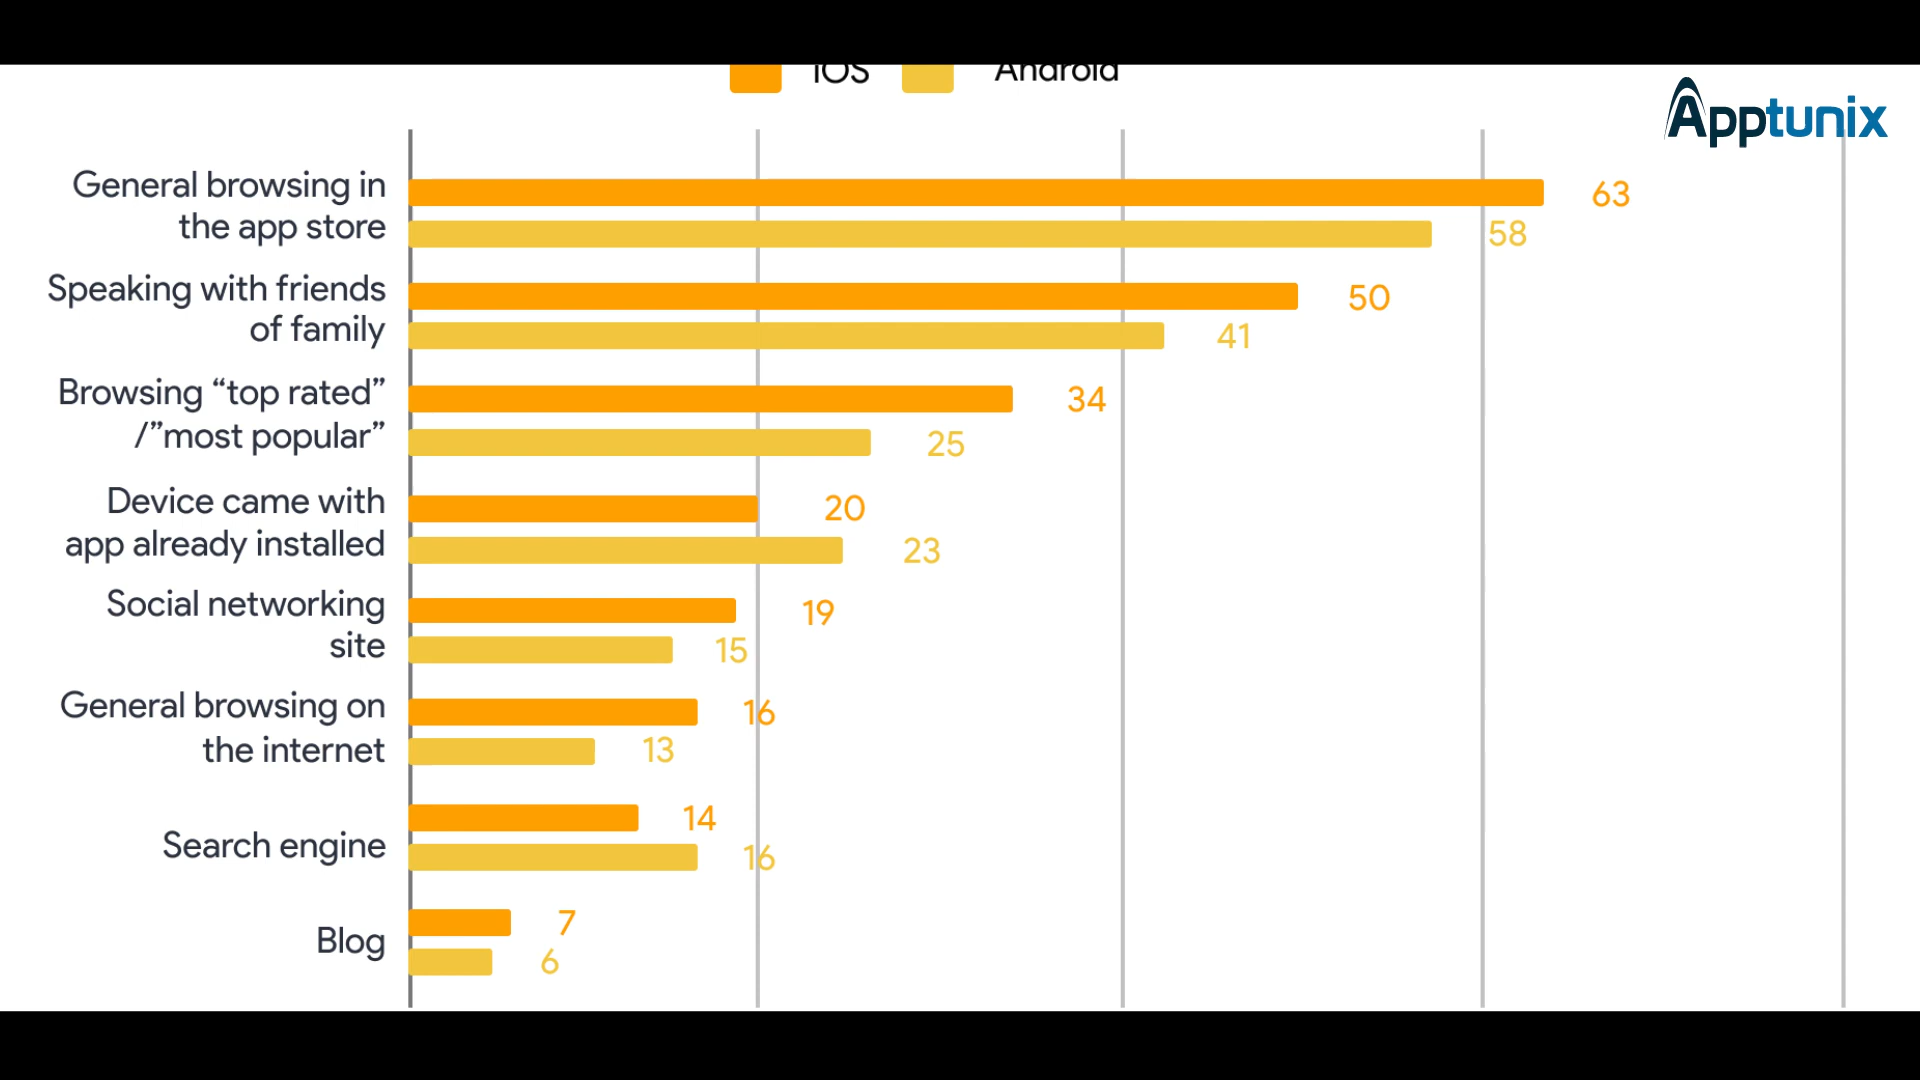 iOS Android
Apptunix
General browsing in
the app store
63
58
Speaking with friends
of family
50
41
Browsing “top rated”
/”most popular”
34
25
Device came with
app already installed
20
23
Social networking
site
19
15
General browsing on
the internet
16
13
Search engine
14
16
Blog
7
6